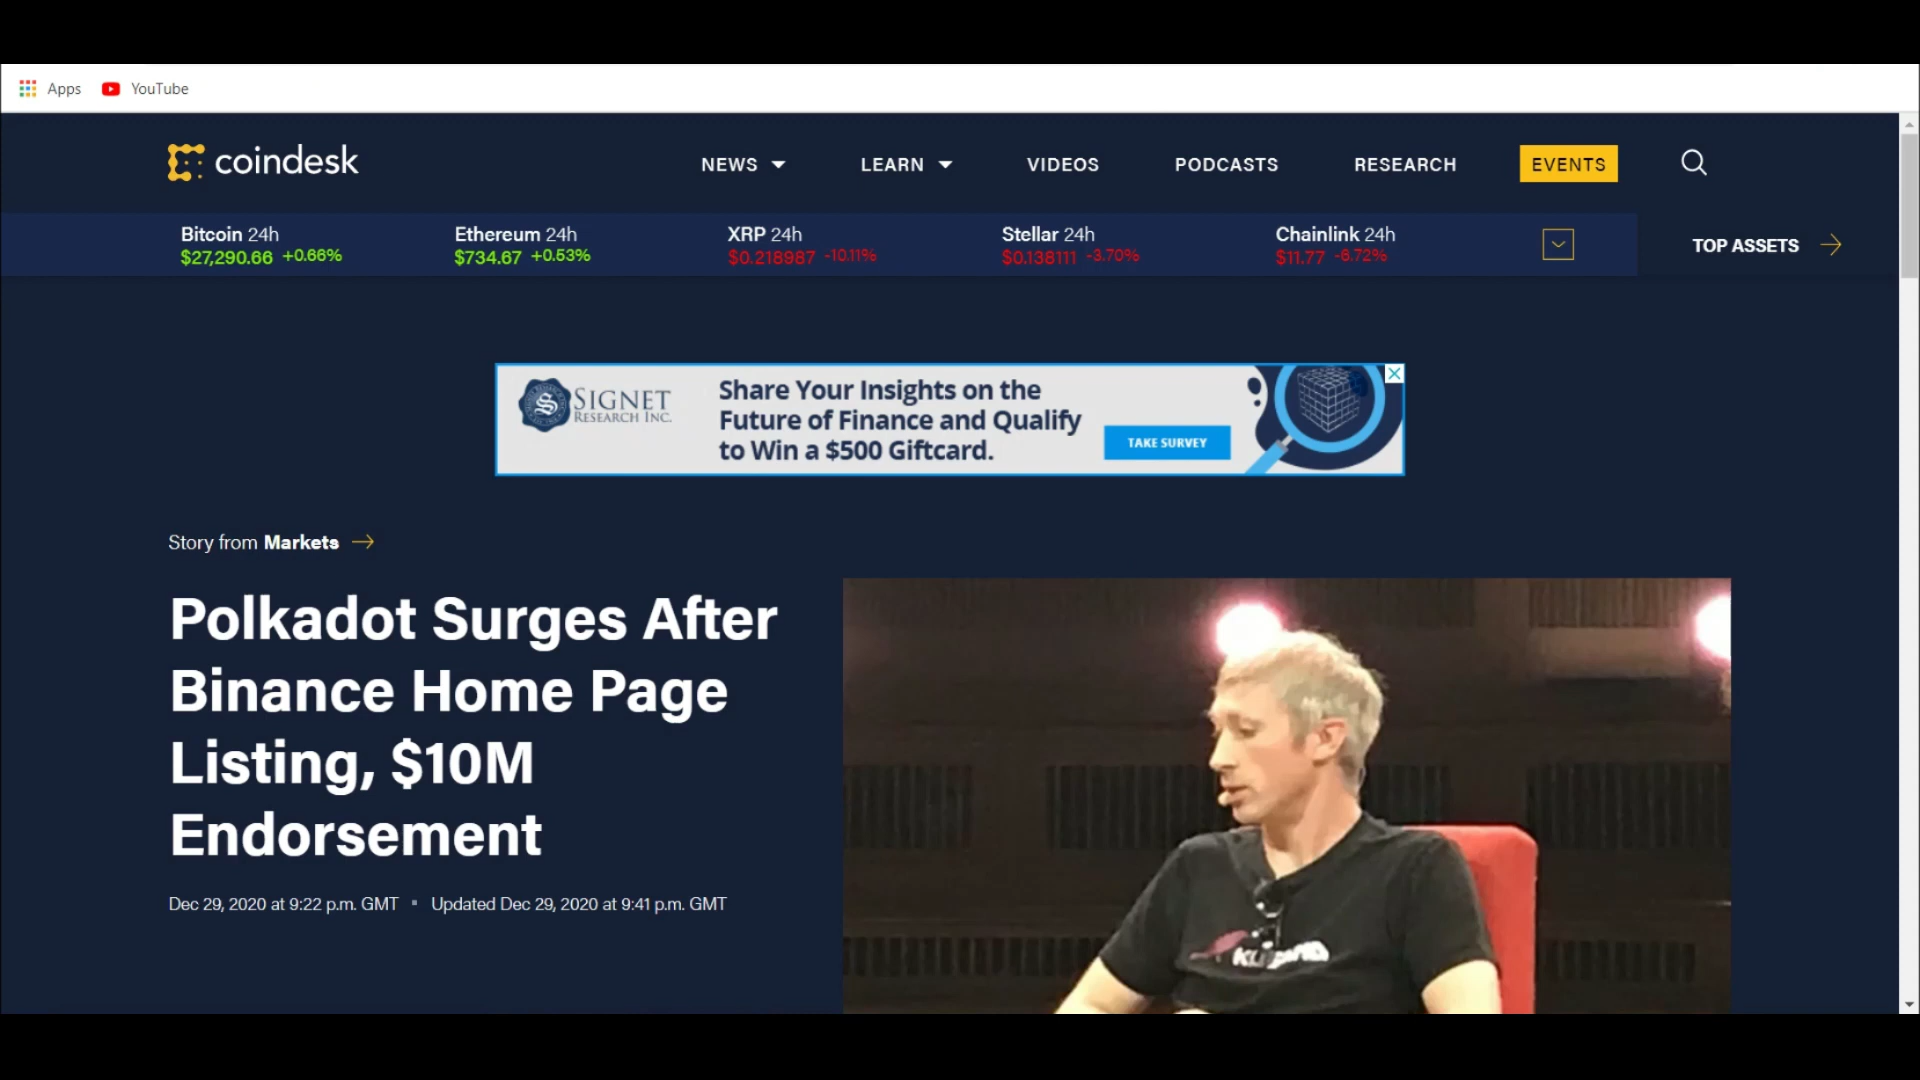 Apps YouTube
coindesk NEWS LEARN VIDEOS PODCASTS RESEARCH EVENTS
Bitcoin 24h Ethereum 24h XRP 24h Stellar 24h Chainlink 24h
$27,290.66 +0.66% $734.67 +0.53% $0.218987 -10.11% $0.138111 -3.70% $11.77 -6.72%
TOP ASSETS
SIGNET
RESEARCH INC.
Share Your Insights on the
Future of Finance and Qualify
to Win a $500 Giftcard.
TAKE SURVEY
Story from Markets
Polkadot Surges After
Binance Home Page
Listing, $10M
Endorsement
Dec 29, 2020 at 9:22 p.m. GMT ▪ Updated Dec 29, 2020 at 9:41 p.m. GMT